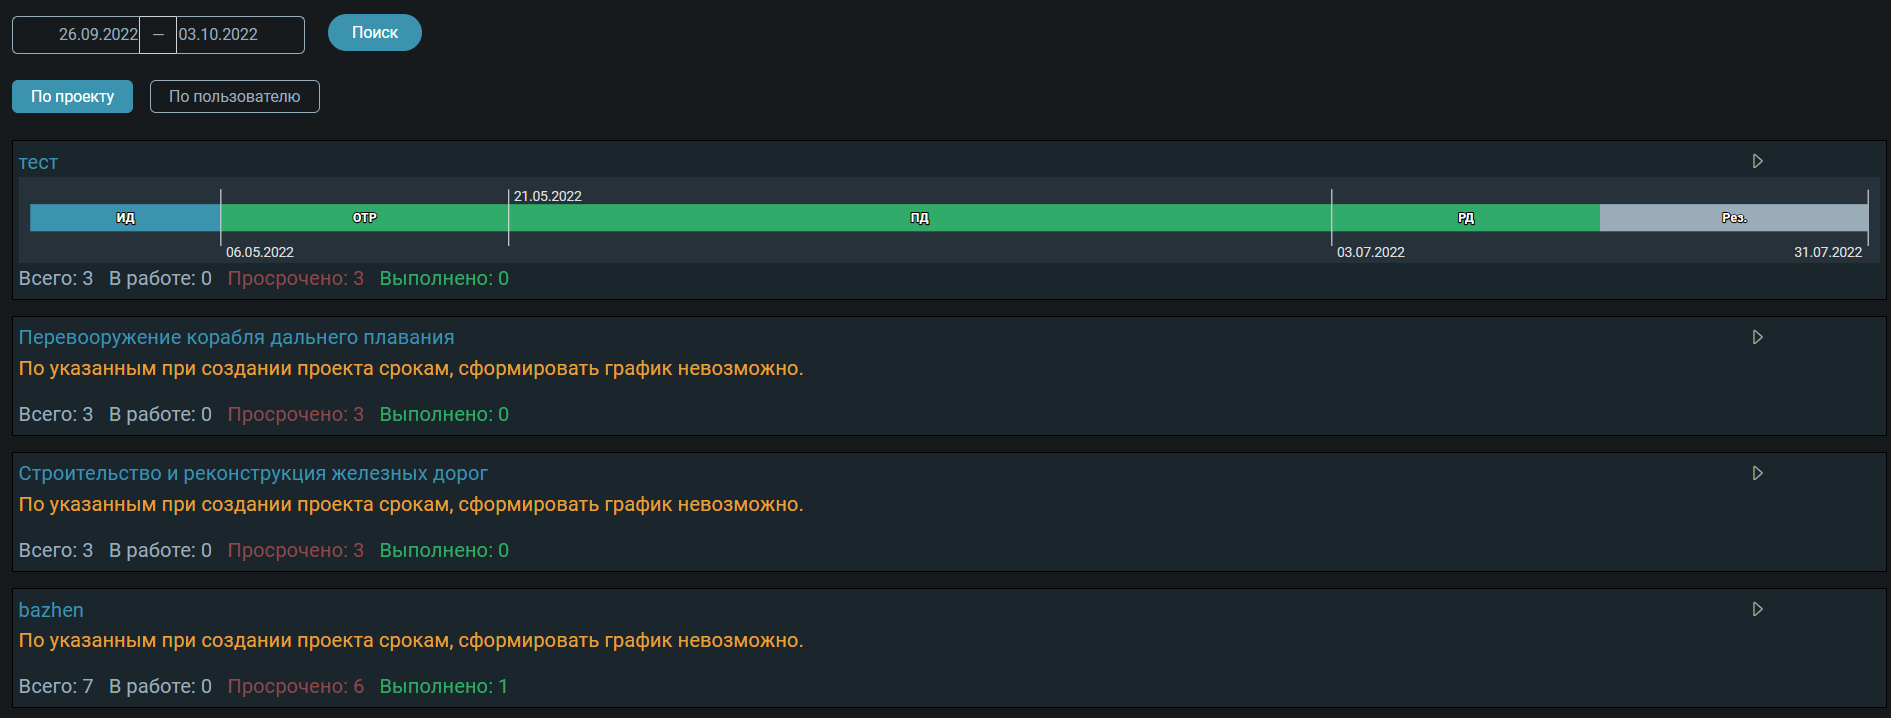 26.09.2022 — 03.10.2022
Поиск
По проекту
По пользователю
тест
21.05.2022
ИД ОТР ПД РД Рез.
06.05.2022 03.07.2022 31.07.2022
Всего: 3 В работе: 0 Просрочено: 3 Выполнено: 0
Перевооружение корабля дальнего плавания
По указанным при создании проекта срокам, сформировать график невозможно.
Всего: 3 В работе: 0 Просрочено: 3 Выполнено: 0
Строительство и реконструкция железных дорог
По указанным при создании проекта срокам, сформировать график невозможно.
Всего: 3 В работе: 0 Просрочено: 3 Выполнено: 0
bazhen
По указанным при создании проекта срокам, сформировать график невозможно.
Всего: 7 В работе: 0 Просрочено: 6 Выполнено: 1